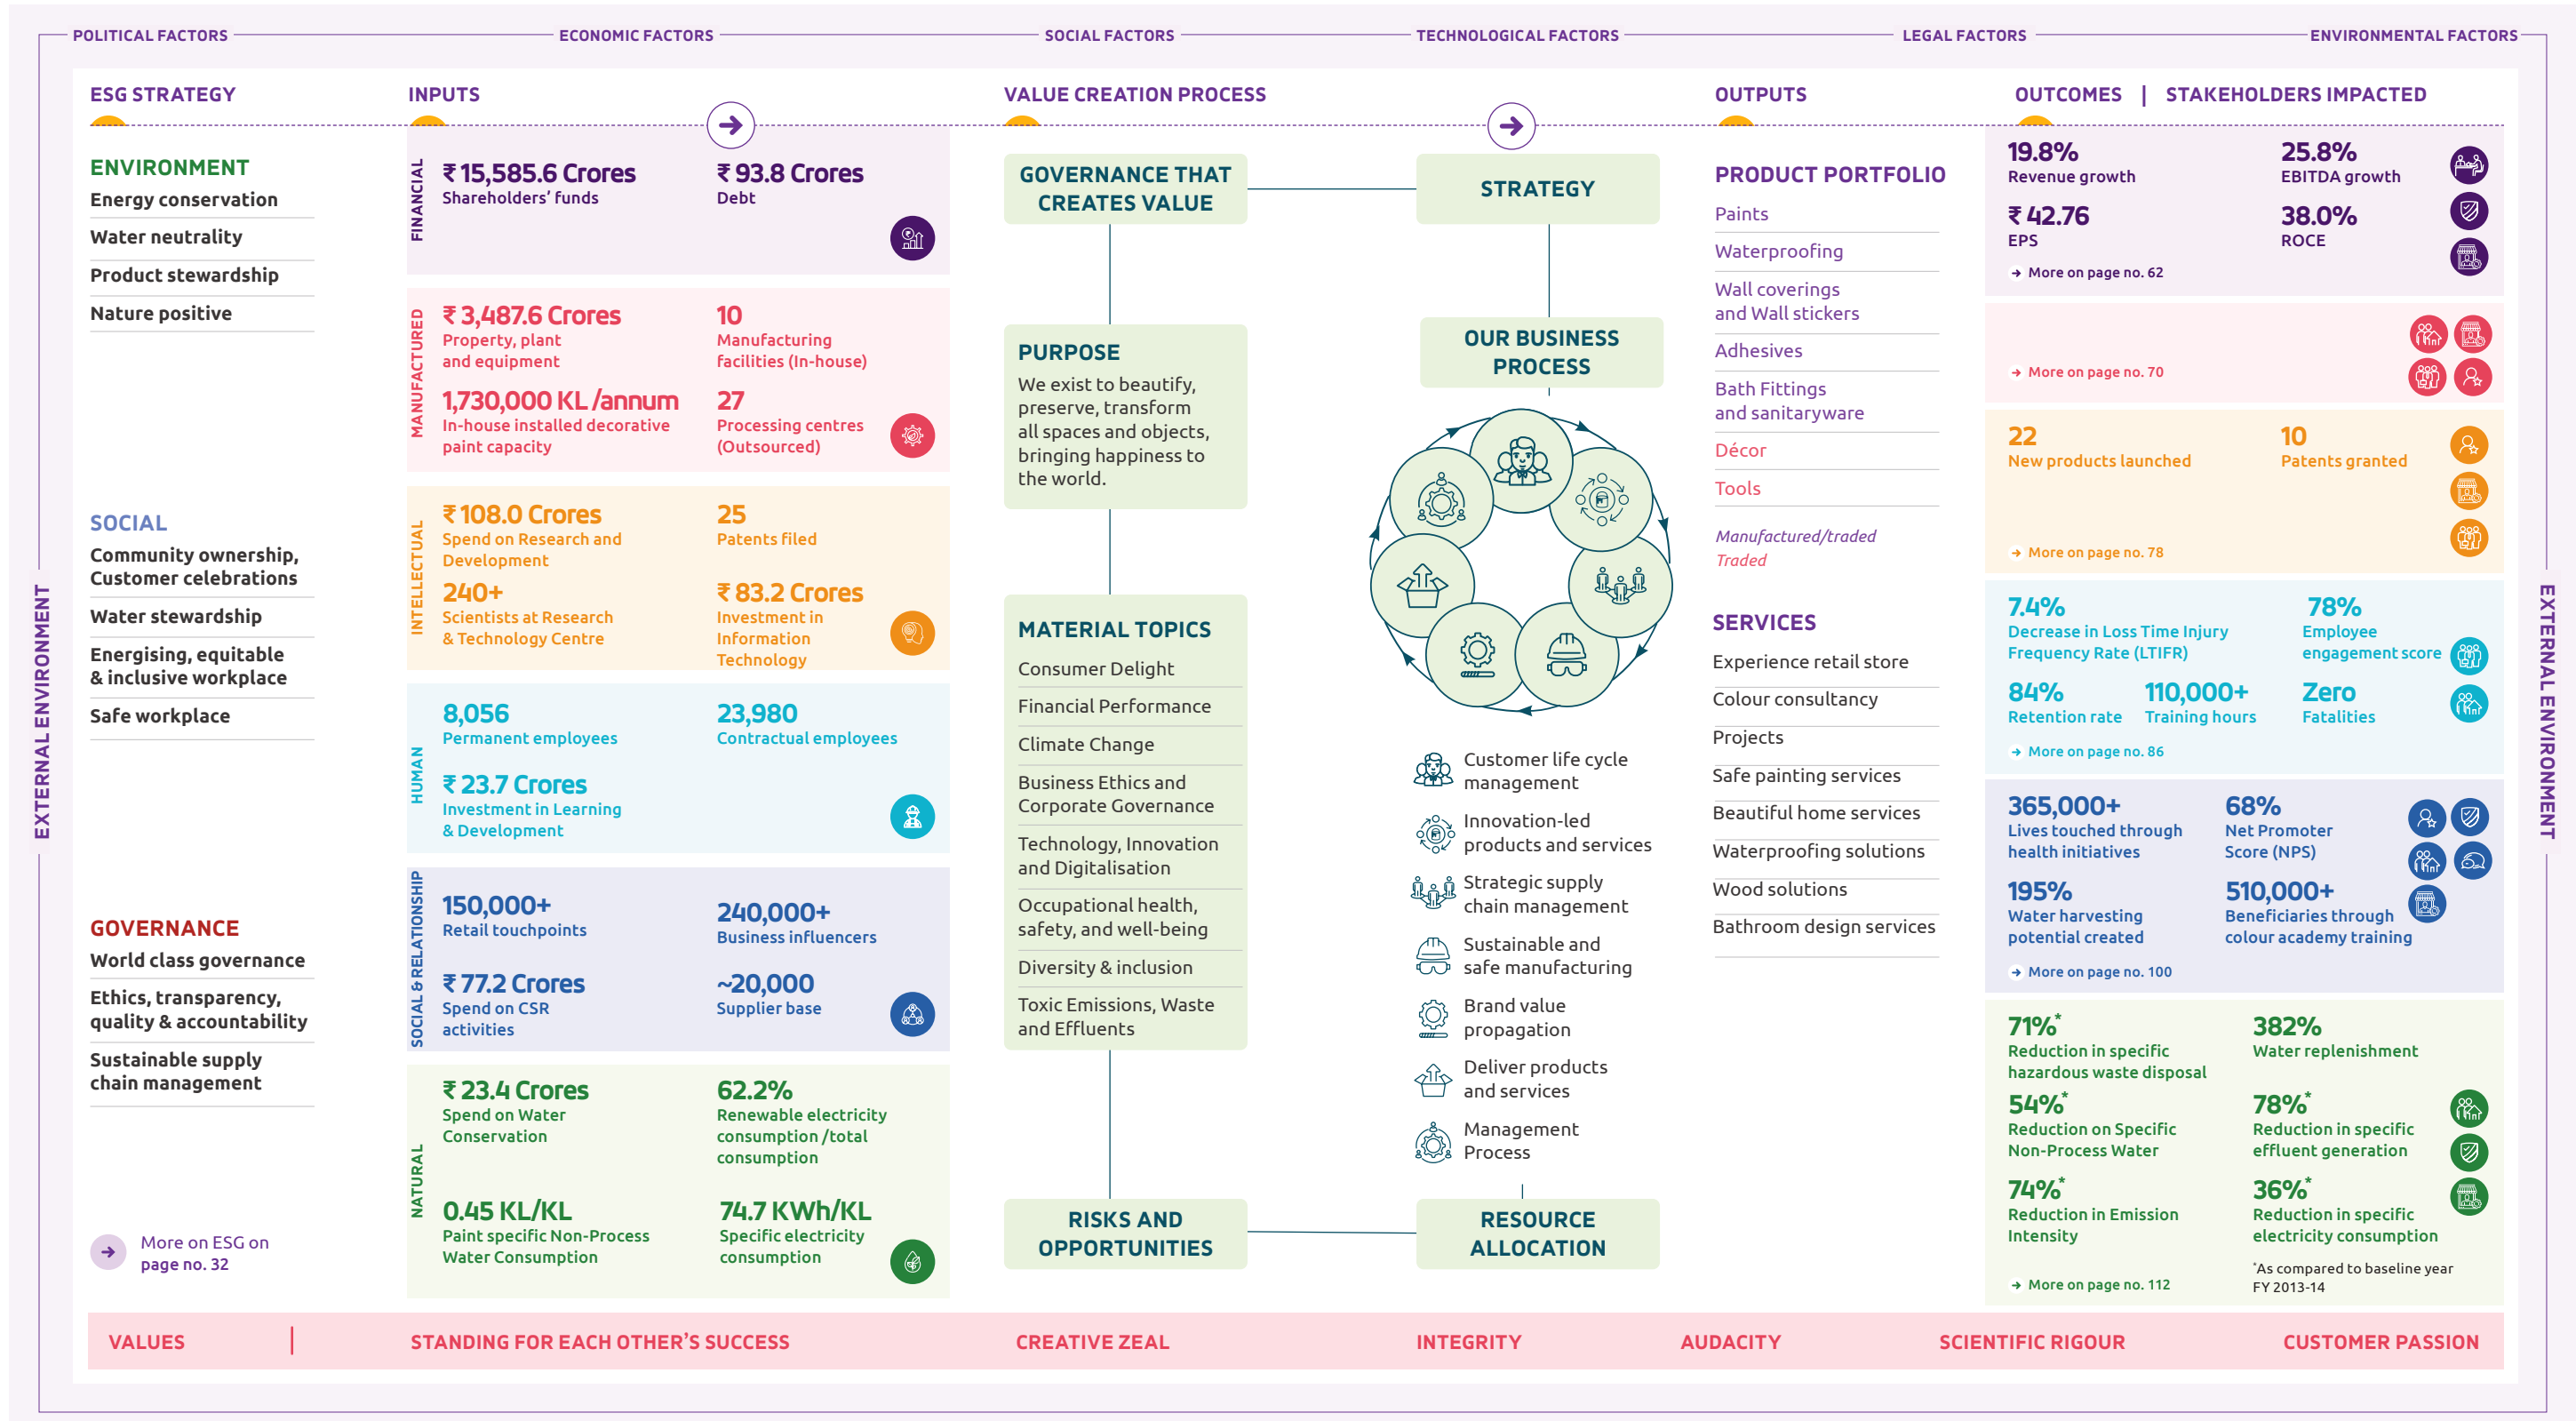 POLITICAL FACTORS
ECONOMIC FACTORS
SOCIAL FACTORS
TECHNOLOGICAL FACTORS
LEGAL FACTORS
ENVIRONMENTAL FACTORS
EXTERNAL ENVIRONMENT
ESG STRATEGY
ENVIRONMENT
Energy conservation
Water neutrality
Product stewardship
Nature positive
SOCIAL
Community ownership,
Customer celebrations
Water stewardship
Energising, equitable
& inclusive workplace
Safe workplace
GOVERNANCE
World class governance
Ethics, transparency,
quality & accountability
Sustainable supply
chain management
More on ESG on
page no. 32
INPUTS
FINANCIAL
₹ 15,585.6 Crores
Shareholders’ funds
₹ 93.8 Crores
Debt
MANUFACTURED
₹ 3,487.6 Crores
Property, plant
and equipment
10
Manufacturing
facilities (In-house)
1,730,000 KL /annum
In-house installed decorative
paint capacity
27
Processing centres
(Outsourced)
INTELLECTUAL
₹ 108.0 Crores
Spend on Research and
Development
25
Patents filed
240+
Scientists at Research
& Technology Centre
₹ 83.2 Crores
Investment in
Information
Technology
HUMAN
8,056
Permanent employees
23,980
Contractual employees
₹ 23.7 Crores
Investment in Learning
& Development
SOCIAL & RELATIONSHIP
150,000+
Retail touchpoints
240,000+
Business influencers
₹ 77.2 Crores
Spend on CSR
activities
~20,000
Supplier base
NATURAL
₹ 23.4 Crores
Spend on Water
Conservation
62.2%
Renewable electricity
consumption /total
consumption
0.45 KL/KL
Paint specific Non-Process
Water Consumption
74.7 KWh/KL
Specific electricity
consumption
VALUE CREATION PROCESS
GOVERNANCE THAT
CREATES VALUE
STRATEGY
PURPOSE
We exist to beautify,
preserve, transform
all spaces and objects,
bringing happiness to
the world.
MATERIAL TOPICS
Consumer Delight
Financial Performance
Climate Change
Business Ethics and
Corporate Governance
Technology, Innovation
and Digitalisation
Occupational health,
safety, and well-being
Diversity & inclusion
Toxic Emissions, Waste
and Effluents
RISKS AND
OPPORTUNITIES
OUR BUSINESS
PROCESS
Customer life cycle
management
Innovation-led
products and services
Strategic supply
chain management
Sustainable and
safe manufacturing
Brand value
propagation
Deliver products
and services
Management
Process
RESOURCE
ALLOCATION
OUTPUTS
PRODUCT PORTFOLIO
Paints
Waterproofing
Wall coverings
and Wall stickers
Adhesives
Bath Fittings
and sanitaryware
Décor
Tools
Manufactured/traded
Traded
SERVICES
Experience retail store
Colour consultancy
Projects
Safe painting services
Beautiful home services
Waterproofing solutions
Wood solutions
Bathroom design services
OUTCOMES | STAKEHOLDERS IMPACTED
19.8%
Revenue growth
25.8%
EBITDA growth
₹ 42.76
EPS
38.0%
ROCE
More on page no. 62
More on page no. 70
22
New products launched
10
Patents granted
More on page no. 78
7.4%
Decrease in Loss Time Injury
Frequency Rate (LTIFR)
78%
Employee
engagement score
84%
Retention rate
110,000+
Training hours
Zero
Fatalities
More on page no. 86
365,000+
Lives touched through
health initiatives
68%
Net Promoter
Score (NPS)
195%
Water harvesting
potential created
510,000+
Beneficiaries through
colour academy training
More on page no. 100
71%*
Reduction in specific
hazardous waste disposal
382%
Water replenishment
54%*
Reduction on Specific
Non-Process Water
78%*
Reduction in specific
effluent generation
74%*
Reduction in Emission
Intensity
36%*
Reduction in specific
electricity consumption
*As compared to baseline year
FY 2013-14
More on page no. 112
EXTERNAL ENVIRONMENT
VALUES | STANDING FOR EACH OTHER’S SUCCESS
CREATIVE ZEAL
INTEGRITY
AUDACITY
SCIENTIFIC RIGOUR
CUSTOMER PASSION